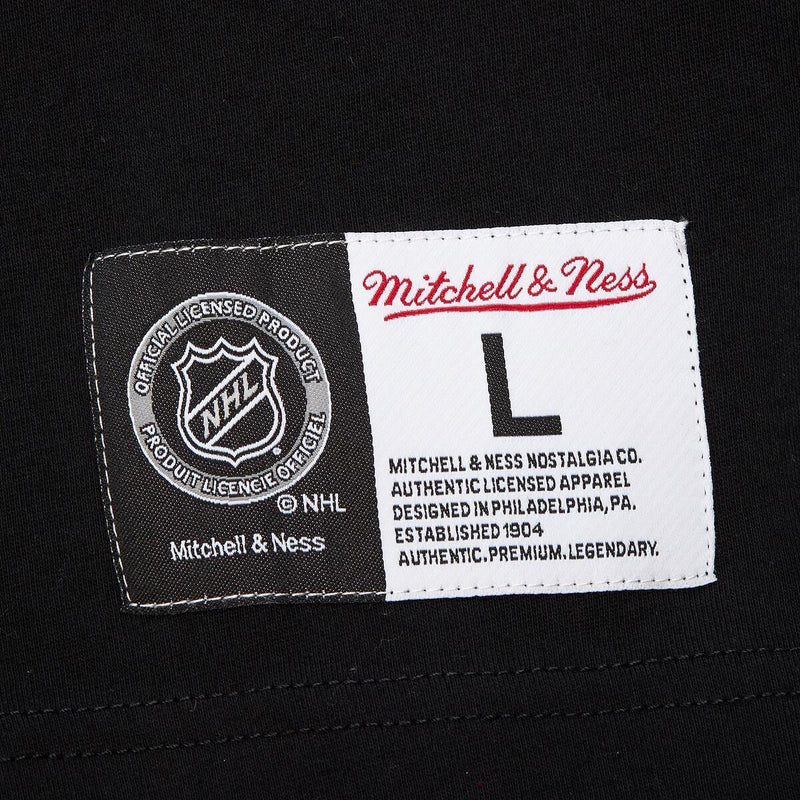 OFFICIAL LICENSED PRODUCT
NHL
PRODUIT LICENCIE OFFICIEL
© NHL
Mitchell & Ness
Mitchell & Ness
L
MITCHELL & NESS NOSTALGIA CO.
AUTHENTIC LICENSED APPAREL
DESIGNED IN PHILADELPHIA, PA.
ESTABLISHED 1904
AUTHENTIC.PREMIUM.LEGENDARY.